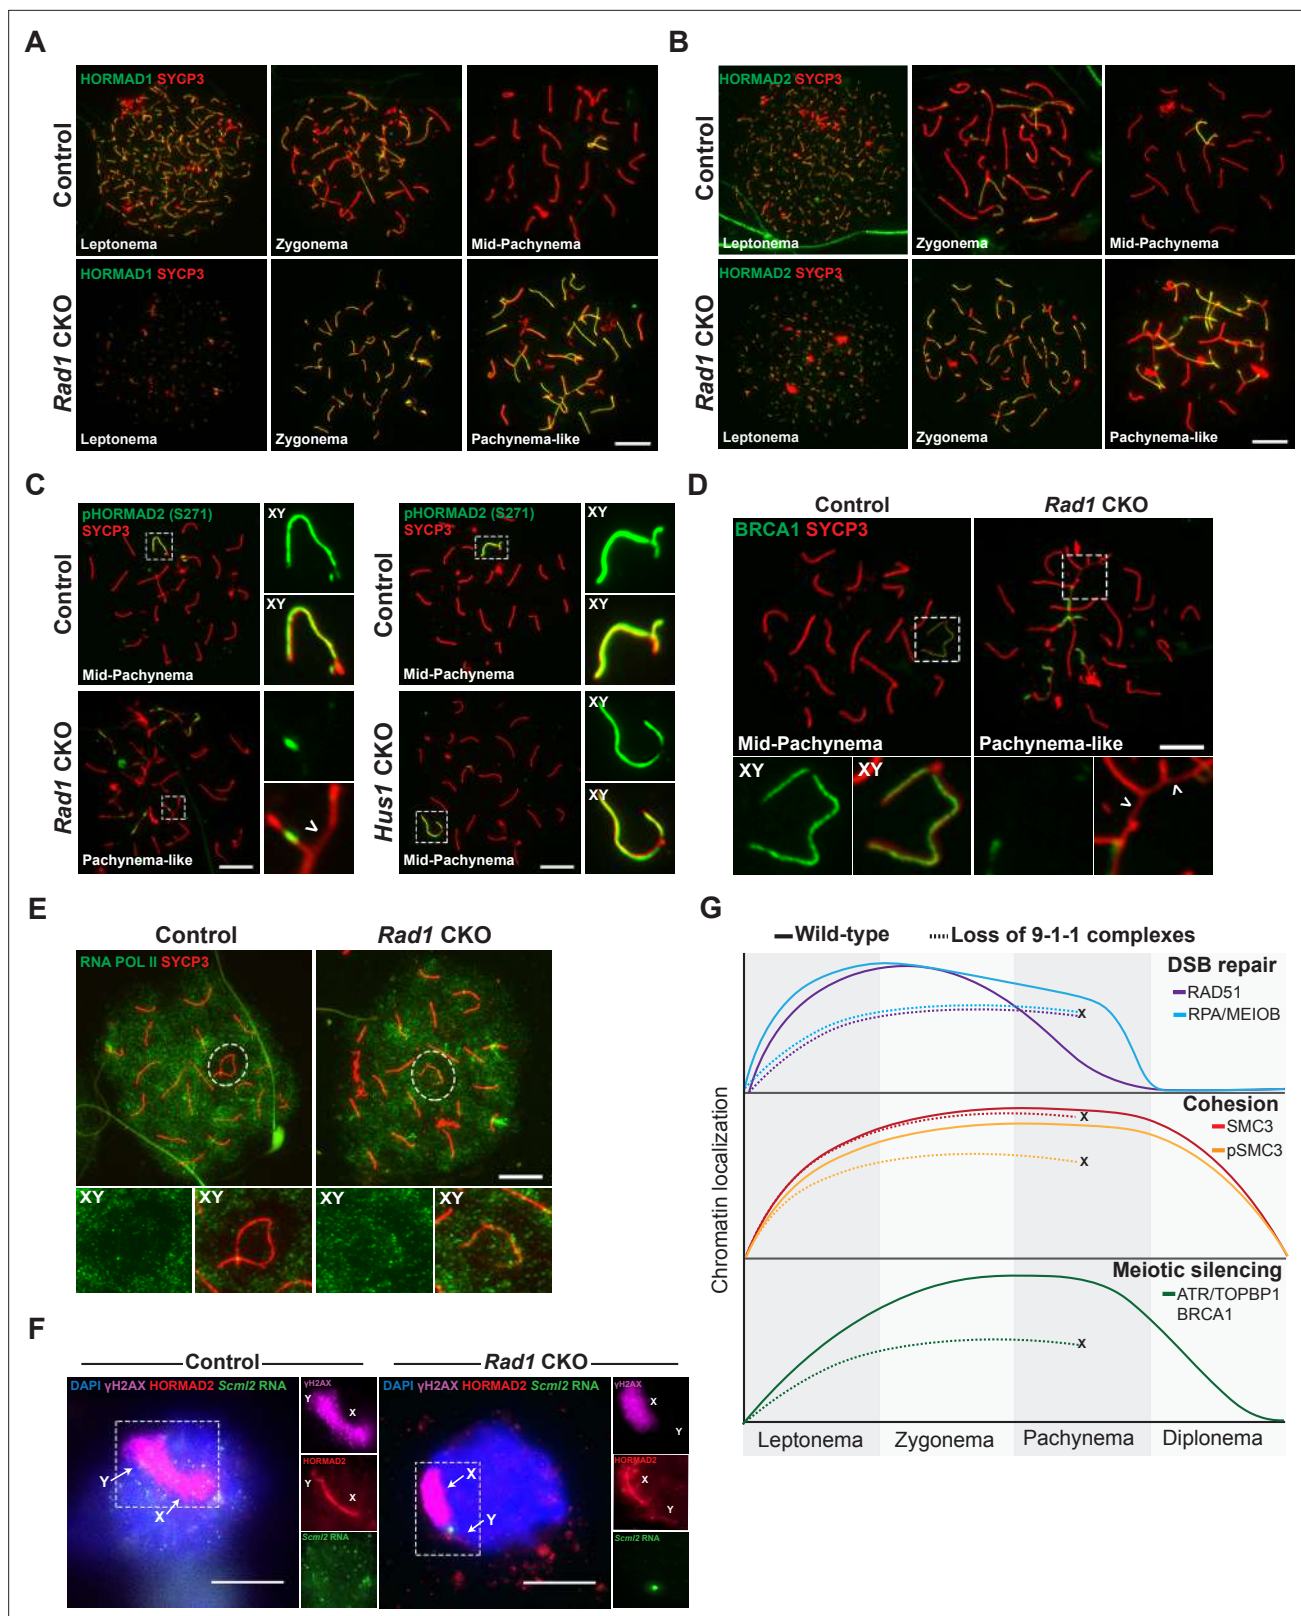 A
HORMAD1 SYCP3
Control
Leptonema
Zygonema
Mid-Pachynema
HORMAD1 SYCP3
Rad1 CKO
Leptonema
Zygonema
Pachynema-like
B
HORMAD2 SYCP3
Control
Leptonema
Zygonema
Mid-Pachynema
HORMAD2 SYCP3
Rad1 CKO
Leptonema
Zygonema
Pachynema-like
C
pHORMAD2 (S271)
SYCP3
Control
XY
XY
Mid-Pachynema
Rad1 CKO
>
Pachynema-like
pHORMAD2 (S271)
SYCP3
Control
XY
XY
Mid-Pachynema
Hus1 CKO
XY
XY
Mid-Pachynema
D
Control
Rad1 CKO
BRCA1 SYCP3
Mid-Pachynema
Pachynema-like
XY
XY
>
>
E
Control
Rad1 CKO
RNA POL II SYCP3
XY
XY
XY
XY
F
Control
Rad1 CKO
DAPI γH2AX HORMAD2 Scml2 RNA
Y
X
γH2AX
Y
X
HORMAD2
Y
X
Scml2 RNA
DAPI γH2AX HORMAD2 Scml2 RNA
X
Y
γH2AX
X
Y
HORMAD2
X
Y
Scml2 RNA
G
Wild-type
Loss of 9-1-1 complexes
DSB repair
RAD51
RPA/MEIOB
X
Cohesion
SMC3
pSMC3
X
X
Meiotic silencing
ATR/TOPBP1
BRCA1
X
Chromatin localization
Leptonema
Zygonema
Pachynema
Diplonema